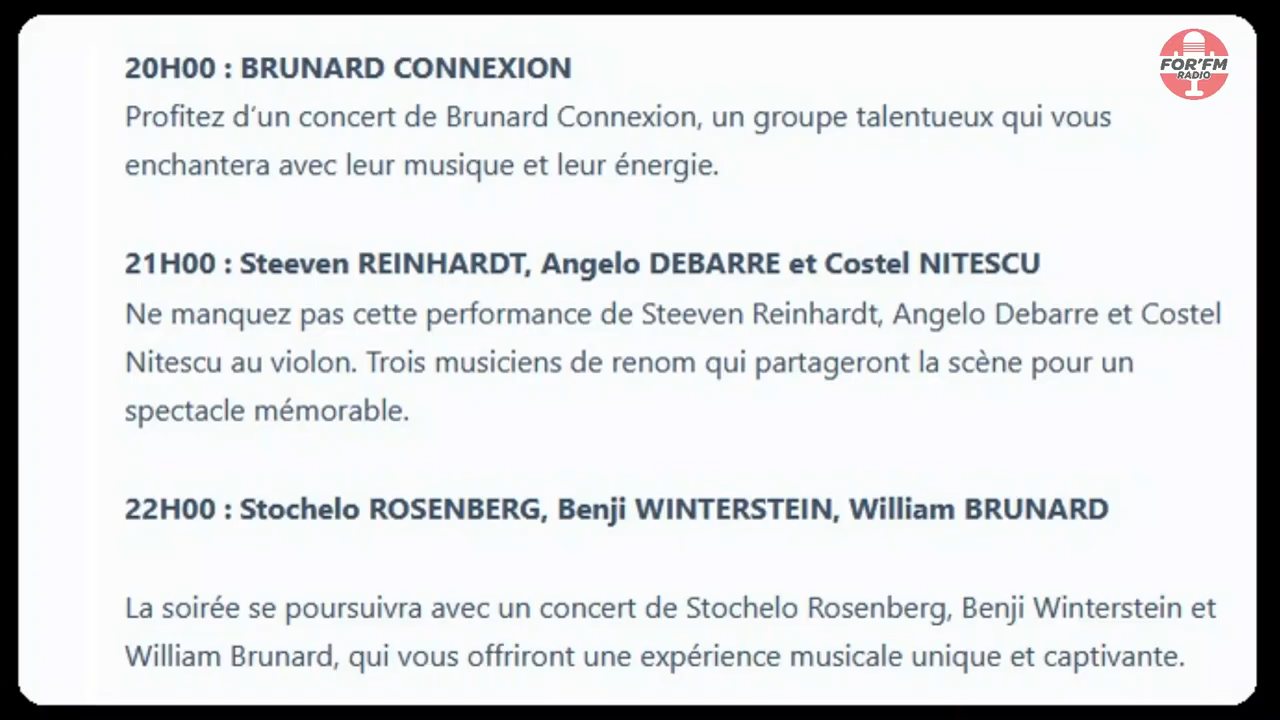 20H00 : BRUNARD CONNEXION
Profitez d’un concert de Brunard Connexion, un groupe talentueux qui vous
enchantera avec leur musique et leur énergie.
21H00 : Steeven REINHARDT, Angelo DEBARRE et Costel NITESCU
Ne manquez pas cette performance de Steeven Reinhardt, Angelo Debarre et Costel
Nitescu au violon. Trois musiciens de renom qui partageront la scène pour un
spectacle mémorable.
22H00 : Stochelo ROSENBERG, Benji WINTERSTEIN, William BRUNARD
La soirée se poursuivra avec un concert de Stochelo Rosenberg, Benji Winterstein et
William Brunard, qui vous offriront une expérience musicale unique et captivante.
FOR'FM
RADIO